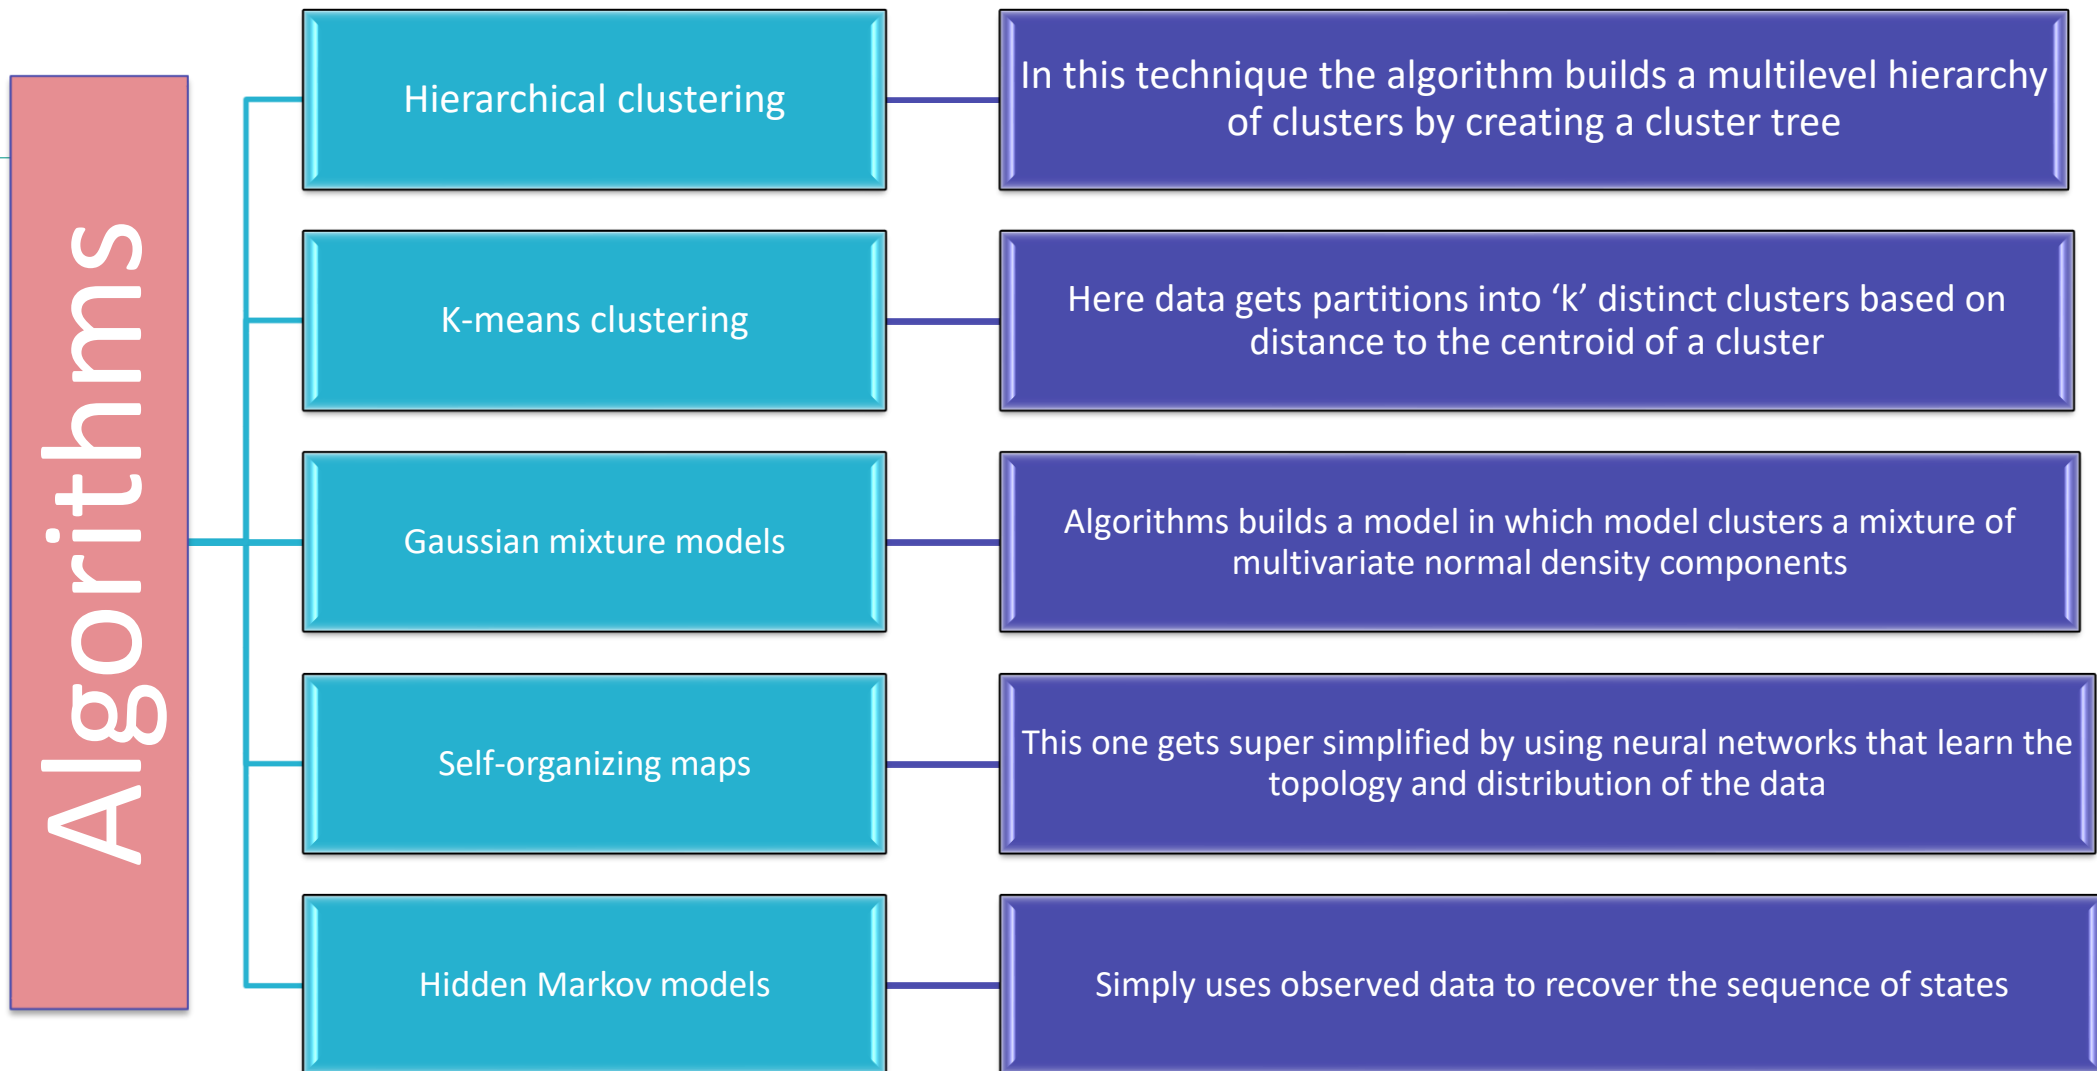 Algorithms
Hierarchical clustering
In this technique the algorithm builds a multilevel hierarchy
of clusters by creating a cluster tree
K-means clustering
Here data gets partitions into ‘k’ distinct clusters based on
distance to the centroid of a cluster
Gaussian mixture models
Algorithms builds a model in which model clusters a mixture of
multivariate normal density components
Self-organizing maps
This one gets super simplified by using neural networks that learn the
topology and distribution of the data
Hidden Markov models
Simply uses observed data to recover the sequence of states